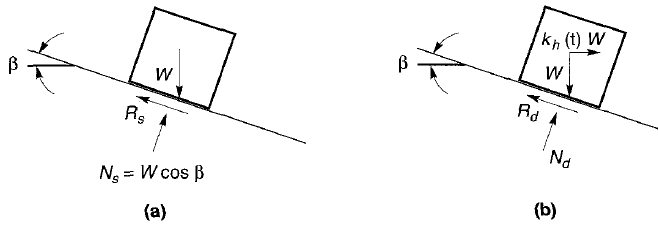 β
W
R_s
N_s = W cos β
(a)
β
k_h (t) W
W
R_d
N_d
(b)